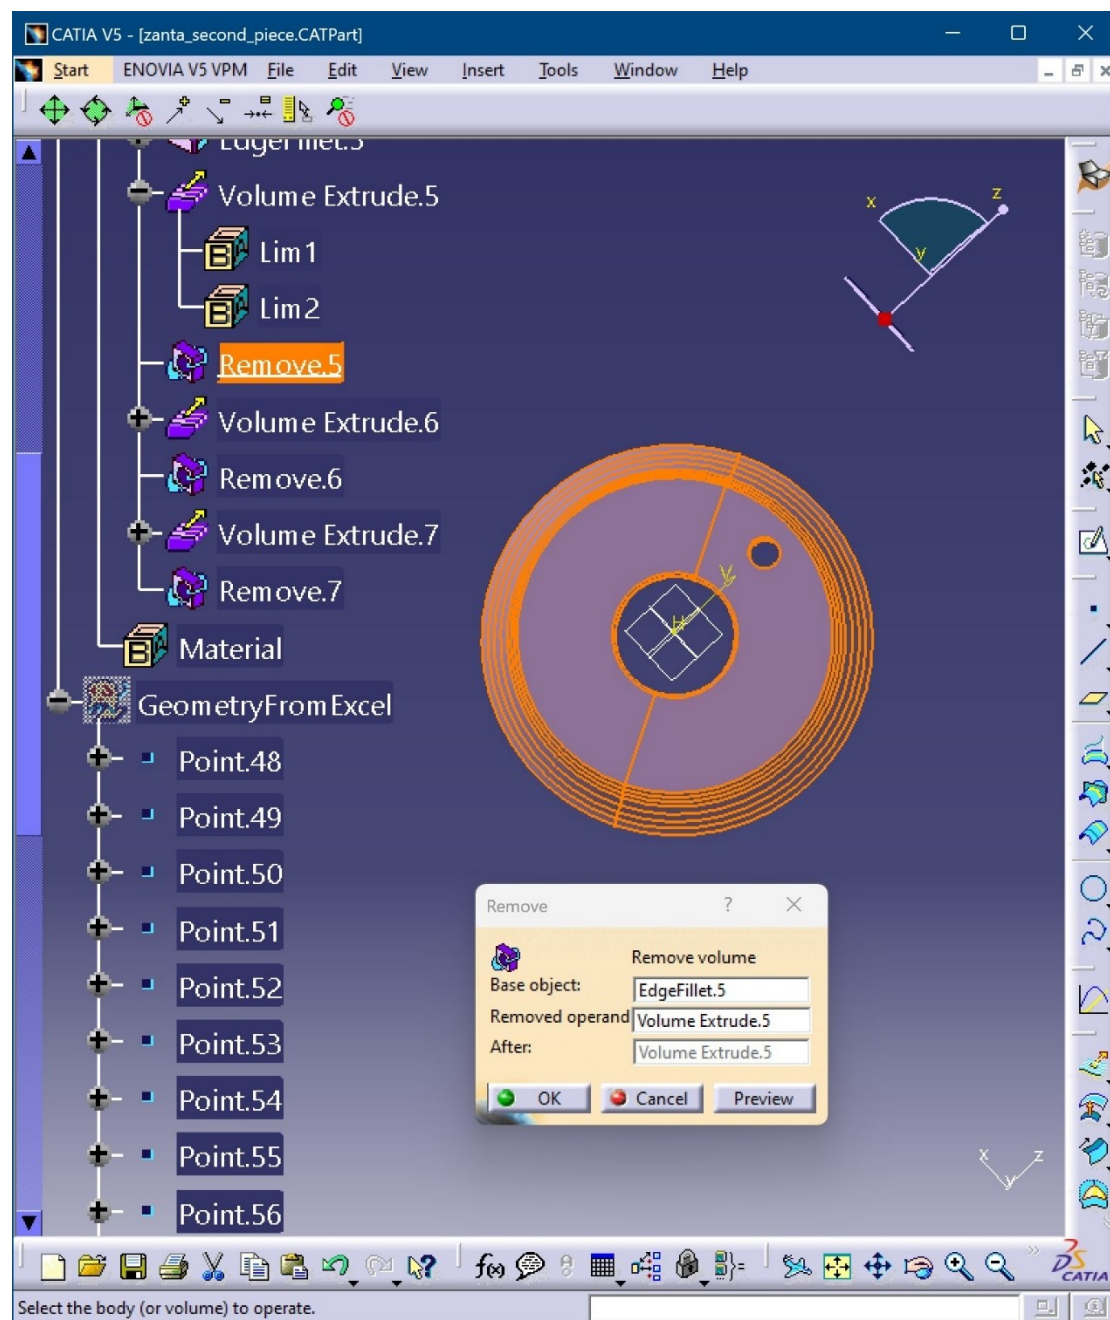 CATIA V5 - [zanta_second_piece.CATPart]
Start ENOVIA V5 VPM File Edit View Insert Tools Window Help
EdgeFillet.5
Volume Extrude.5
Lim1
Lim2
Remove.5
Volume Extrude.6
Remove.6
Volume Extrude.7
Remove.7
Material
GeometryFromExcel
Point.48
Point.49
Point.50
Point.51
Point.52
Point.53
Point.54
Point.55
Point.56
x
z
y
y
H
Remove ?
Remove volume
Base object: EdgeFillet.5
Removed operand Volume Extrude.5
After: Volume Extrude.5
OK Cancel Preview
x z
y
f(x)
CATIA
Select the body (or volume) to operate.